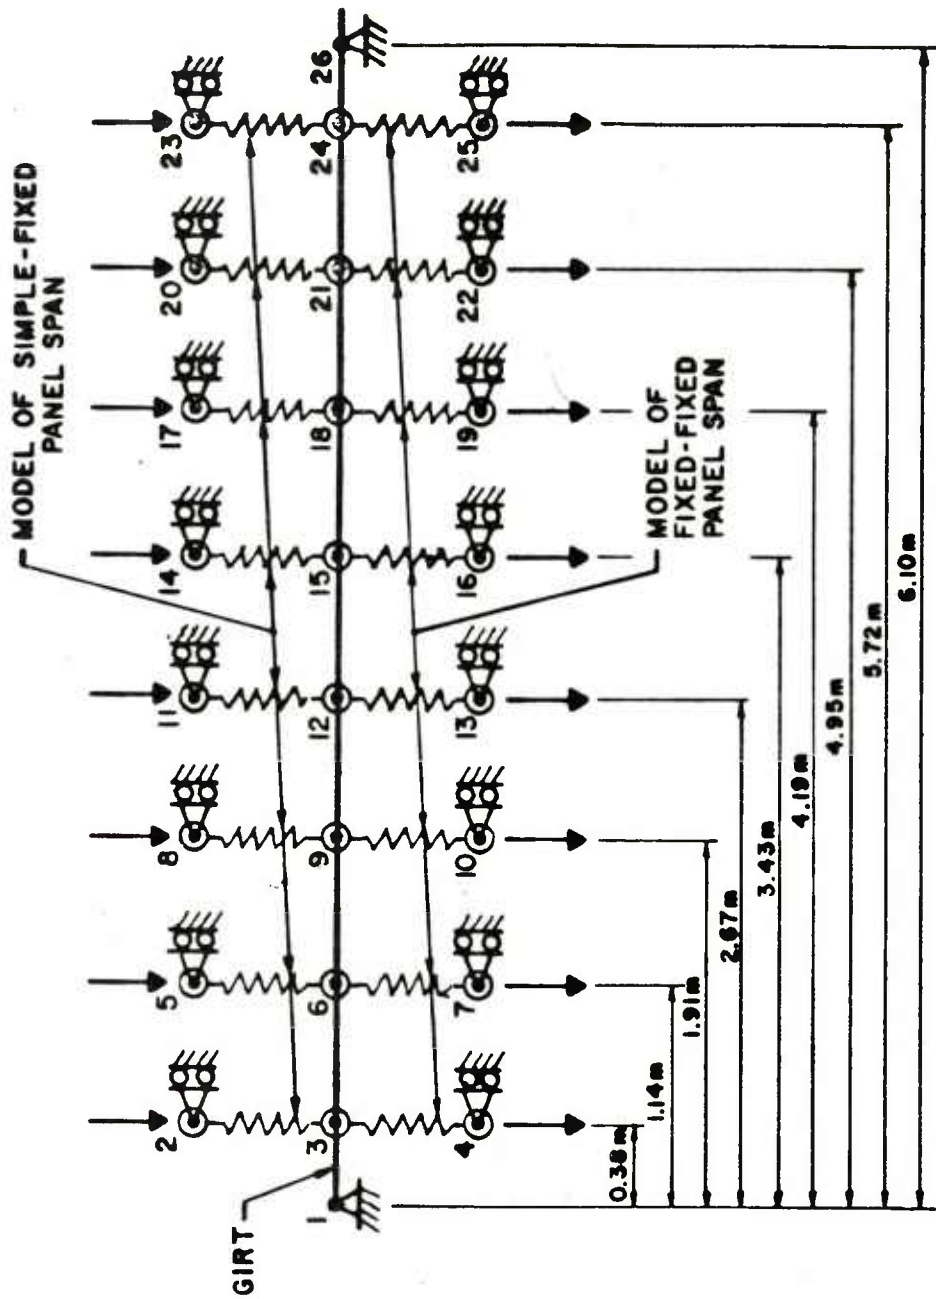 MODEL OF SIMPLE-FIXED
PANEL SPAN
2
5
8
11
14
17
20
23
GIRT
1
3
6
9
12
15
18
21
24
26
4
7
10
13
16
19
22
25
MODEL OF
FIXED-FIXED
PANEL SPAN
0.38m
1.14m
1.91m
2.67m
3.43m
4.19m
4.95m
5.72m
6.10m